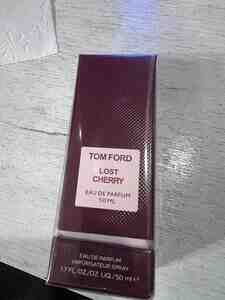 TOM FORD
LOST
CHERRY
EAU DE PARFUM
50 ML
EAU DE PARFUM
VAPORISATEUR SPRAY
1.7 FL.OZ./OZ. LIQ./50 ml ℮